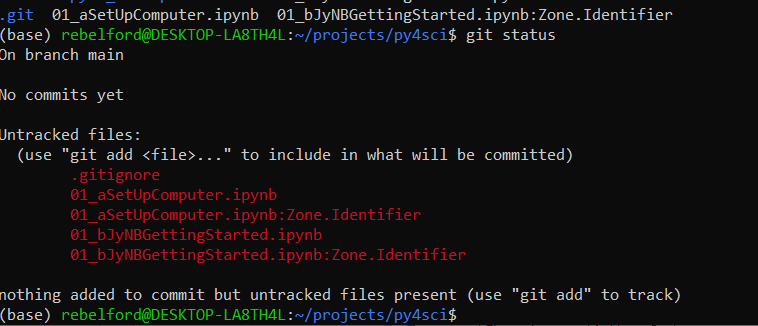 .git  01_aSetUpComputer.ipynb  01_bJyNBGettingStarted.ipynb:Zone.Identifier
(base) rebelford@DESKTOP-LA8TH4L:~/projects/py4sci$ git status
On branch main

No commits yet

Untracked files:
  (use "git add <file>..." to include in what will be committed)
        .gitignore
        01_aSetUpComputer.ipynb
        01_aSetUpComputer.ipynb:Zone.Identifier
        01_bJyNBGettingStarted.ipynb
        01_bJyNBGettingStarted.ipynb:Zone.Identifier

nothing added to commit but untracked files present (use "git add" to track)
(base) rebelford@DESKTOP-LA8TH4L:~/projects/py4sci$